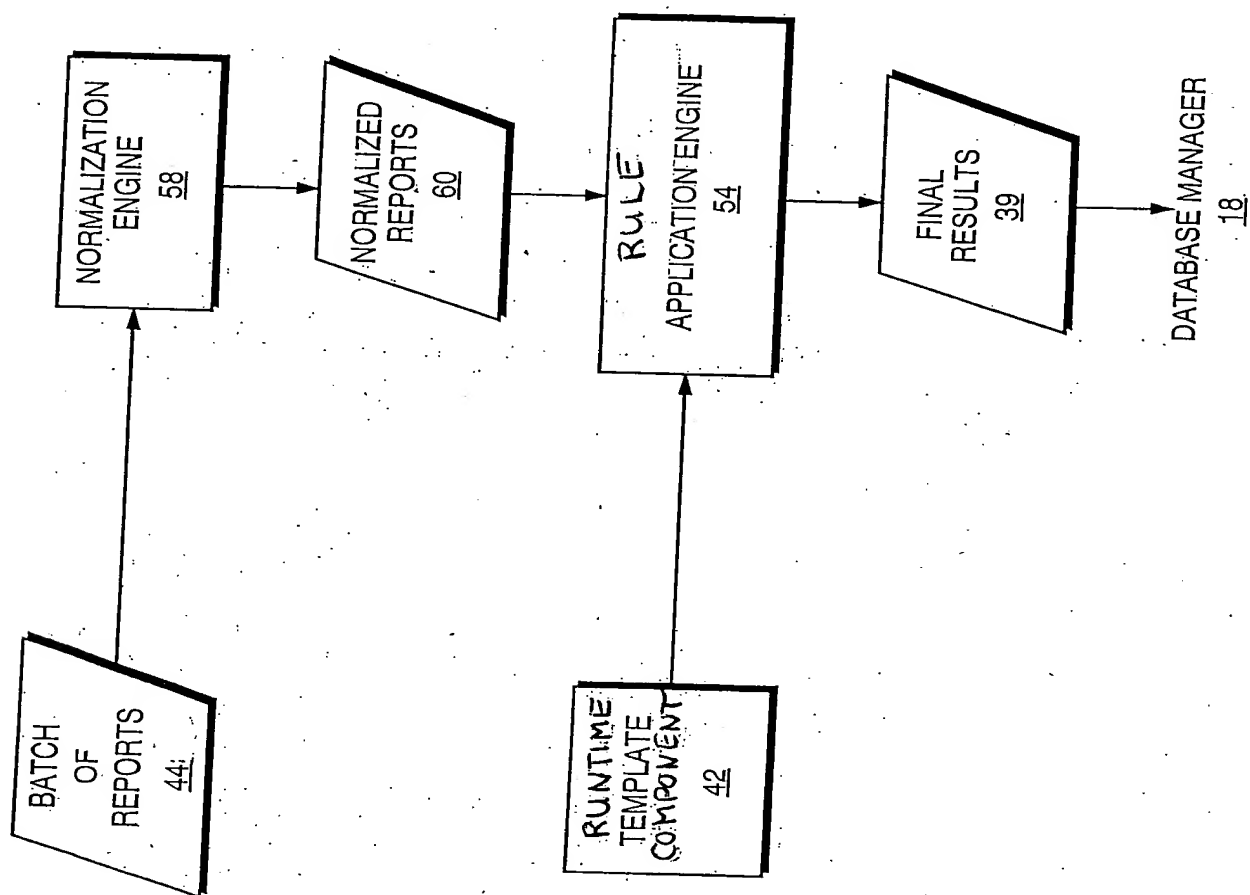 BATCH
OF
REPORTS
44
NORMALIZATION
ENGINE
58
NORMALIZED
REPORTS
60
RUNTIME
TEMPLATE
COMPONENT
42
RULE
APPLICATION ENGINE
54
FINAL
RESULTS
39
DATABASE MANAGER
18